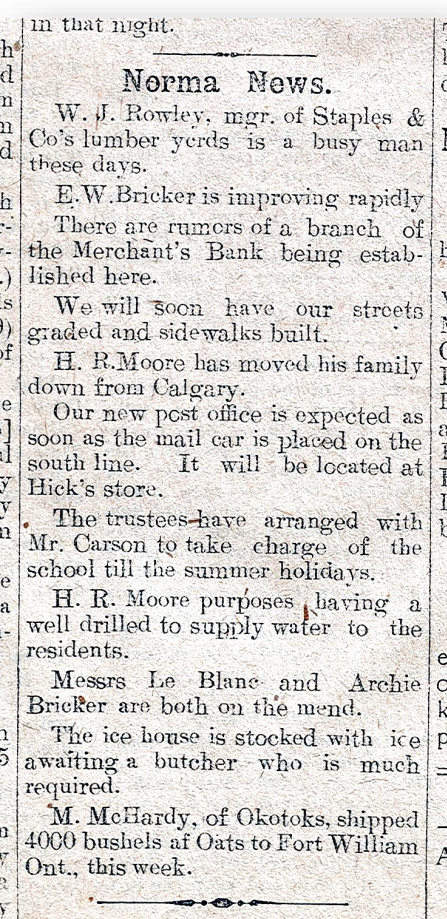 in that night.
Norma News.
W. J. Rowley, mgr. of Staples &
Co's lumber yerds is a busy man
these days.
E.W.Bricker is improving rapidly
There are rumors of a branch of
the Merchant's Bank being estab-
lished here.
We will soon have our streets
graded and sidewalks built.
H. R.Moore has moved his family
down from Calgary.
Our new post office is expected as
soon as the mail car is placed on the
south line. It will be located at
Hick's store.
The trustees have arranged with
Mr. Carson to take charge of the
school till the summer holidays.
H. R. Moore purposes having a
well drilled to supply water to the
residents.
Messrs Le Blanc and Archie
Bricker are both on the mend.
The ice house is stocked with ice
awaiting a butcher who is much
required.
M. McHardy, of Okotoks, shipped
4000 bushels af Oats to Fort William
Ont., this week.